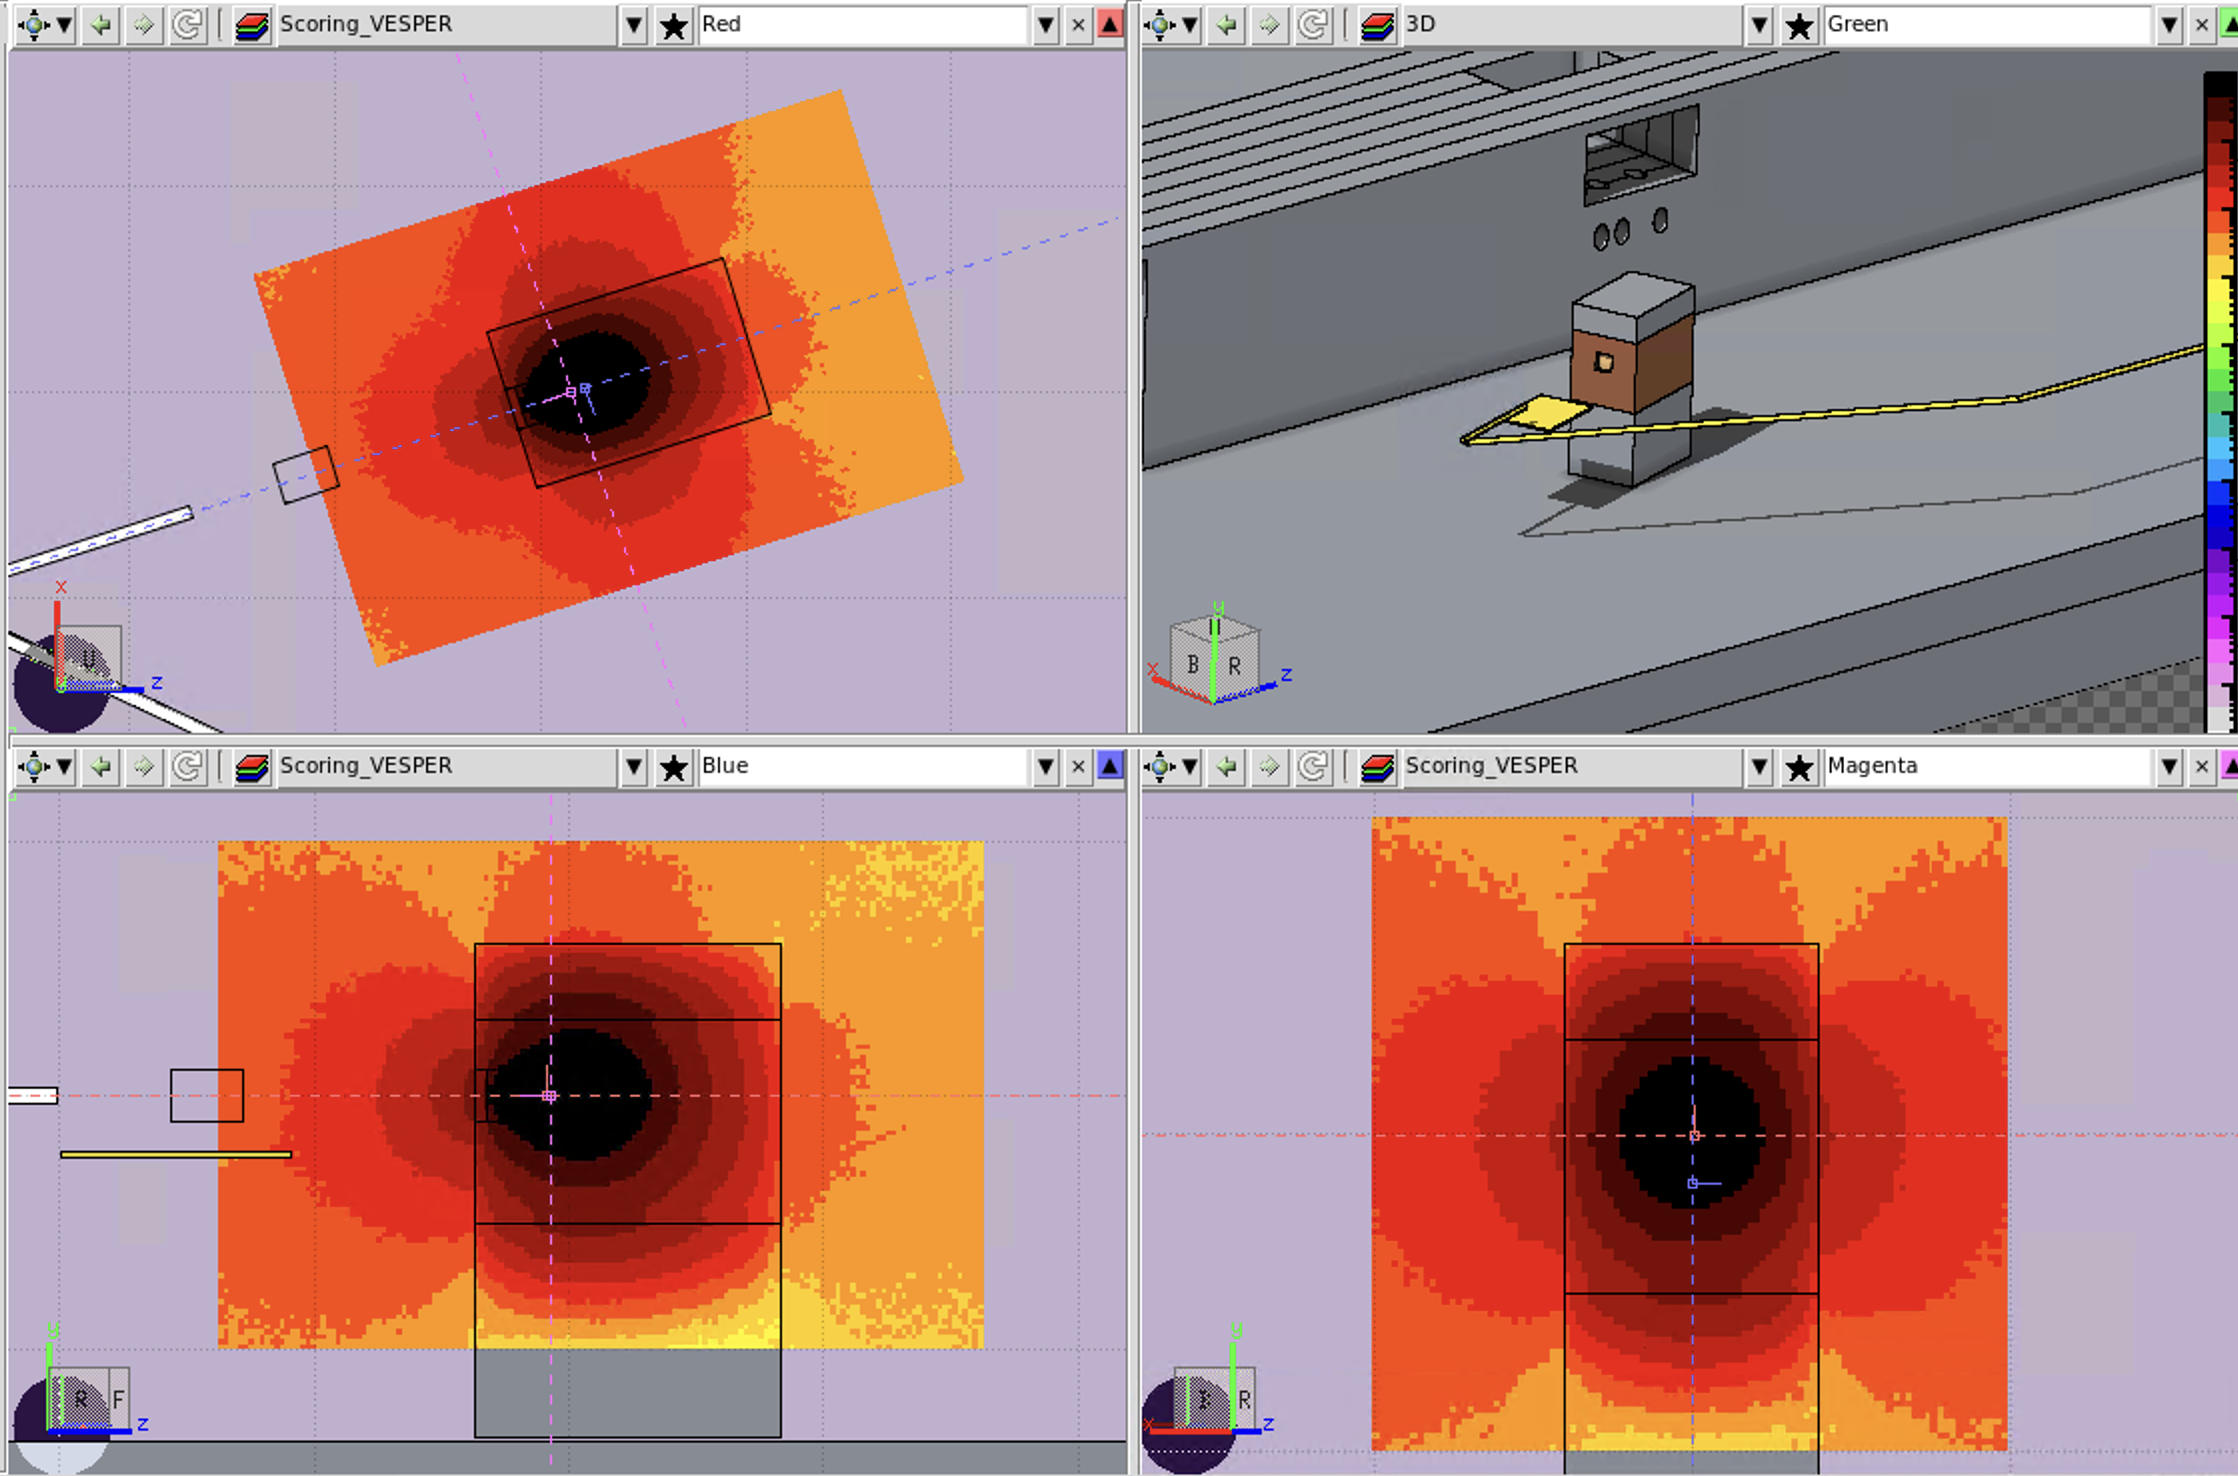 Scoring_VESPER Red
3D Green
x
z
U
y
x
B R
z
Scoring_VESPER Blue
Scoring_VESPER Magenta
y
R F
z
y
x
R
z